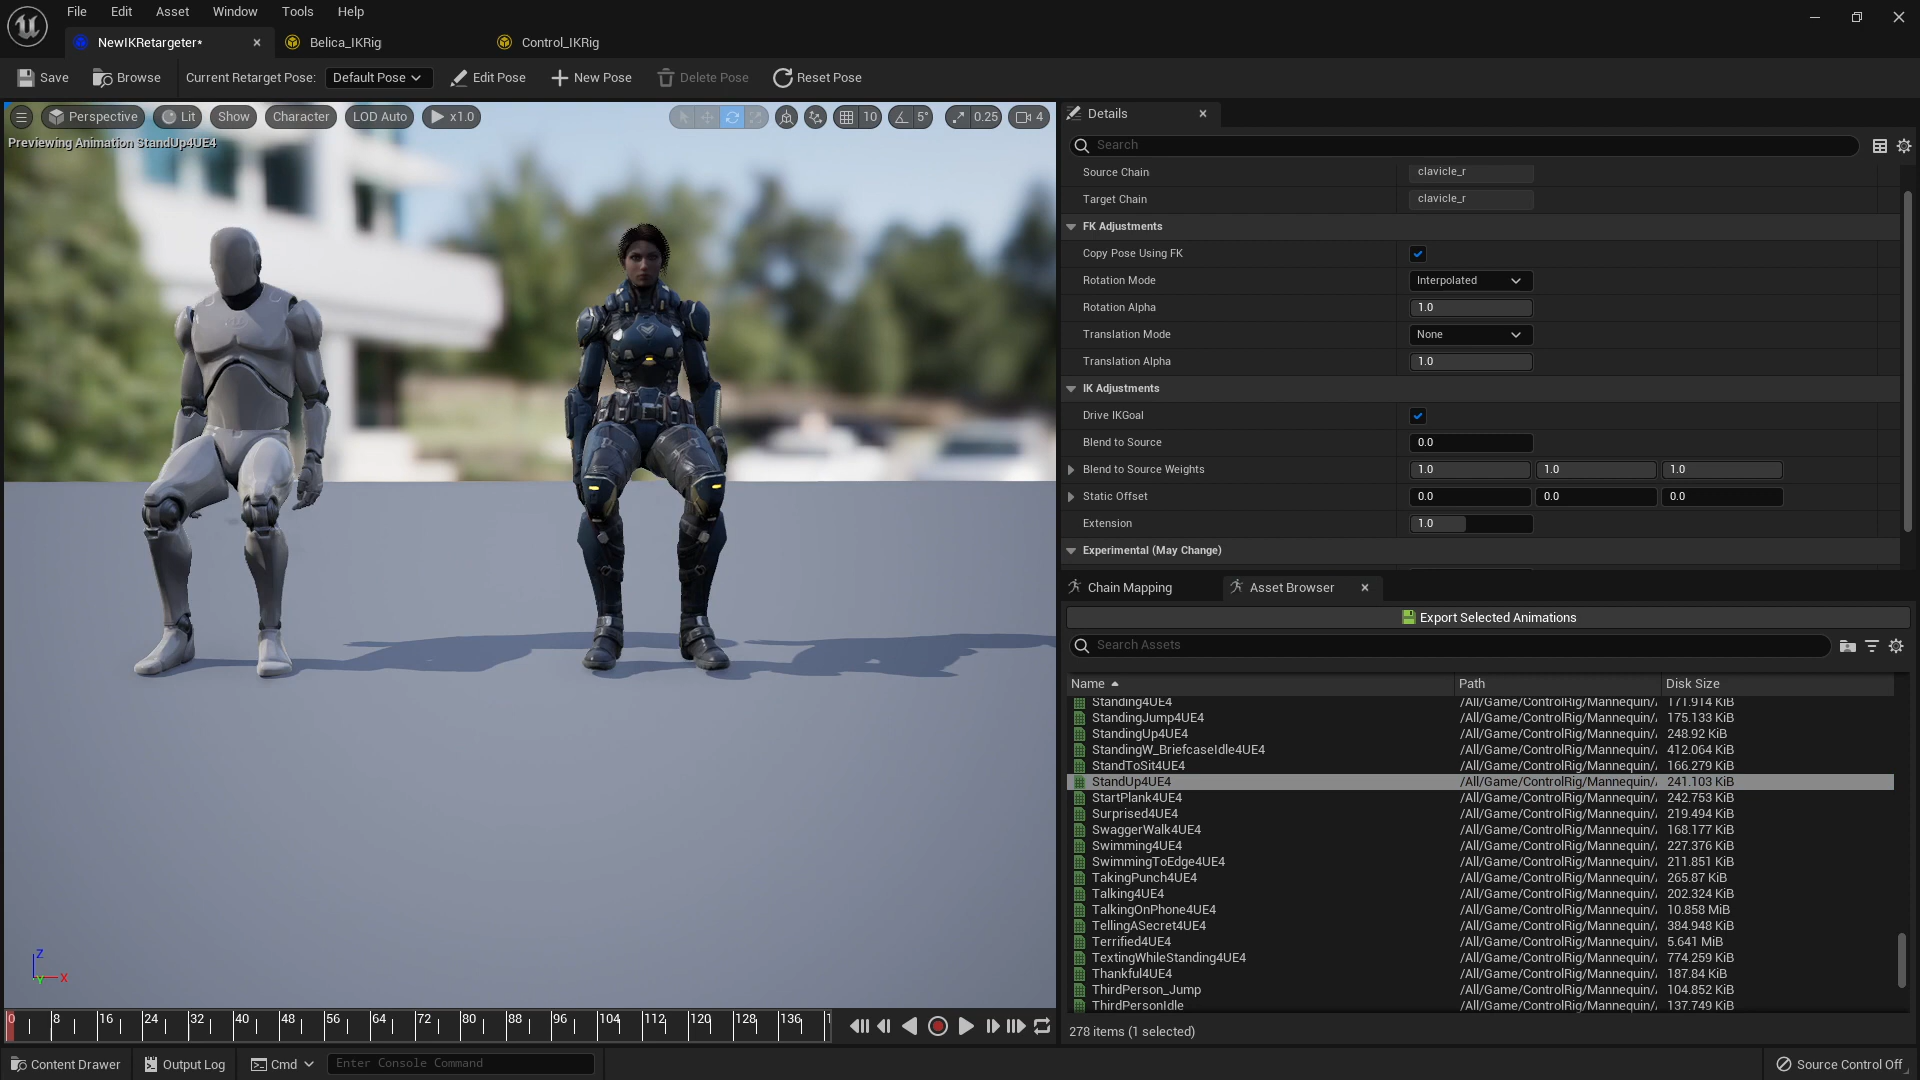 File Edit Asset Window Tools Help
NewIKRetargeter* Belica_IKRig Control_IKRig
Save Browse Current Retarget Pose: Default Pose Edit Pose New Pose Delete Pose Reset Pose
Perspective Lit Show Character LOD Auto x1.0 10 5° 0.25 4
Previewing Animation StandUp4UE4
Z
X
Y
0 8 16 24 32 40 48 56 64 72 80 88 96 104 112 120 128 136
Details
Search
Source Chain clavicle_r
Target Chain clavicle_r
FK Adjustments
Copy Pose Using FK
Rotation Mode Interpolated
Rotation Alpha 1.0
Translation Mode None
Translation Alpha 1.0
IK Adjustments
Drive IKGoal
Blend to Source 0.0
Blend to Source Weights 1.0 1.0 1.0
Static Offset 0.0 0.0 0.0
Extension 1.0
Experimental (May Change)
Chain Mapping Asset Browser
Export Selected Animations
Search Assets
Name Path Disk Size
Standing4UE4 /All/Game/ControlRig/Mannequin/ 171.914 KiB
StandingJump4UE4 /All/Game/ControlRig/Mannequin/ 175.133 KiB
StandingUp4UE4 /All/Game/ControlRig/Mannequin/ 248.92 KiB
StandingW_BriefcaseIdle4UE4 /All/Game/ControlRig/Mannequin/ 412.064 KiB
StandToSit4UE4 /All/Game/ControlRig/Mannequin/ 166.279 KiB
StandUp4UE4 /All/Game/ControlRig/Mannequin/ 241.103 KiB
StartPlank4UE4 /All/Game/ControlRig/Mannequin/ 242.753 KiB
Surprised4UE4 /All/Game/ControlRig/Mannequin/ 219.494 KiB
SwaggerWalk4UE4 /All/Game/ControlRig/Mannequin/ 168.177 KiB
Swimming4UE4 /All/Game/ControlRig/Mannequin/ 227.376 KiB
SwimmingToEdge4UE4 /All/Game/ControlRig/Mannequin/ 211.851 KiB
TakingPunch4UE4 /All/Game/ControlRig/Mannequin/ 265.87 KiB
Talking4UE4 /All/Game/ControlRig/Mannequin/ 202.324 KiB
TalkingOnPhone4UE4 /All/Game/ControlRig/Mannequin/ 10.858 MiB
TellingASecret4UE4 /All/Game/ControlRig/Mannequin/ 384.948 KiB
Terrified4UE4 /All/Game/ControlRig/Mannequin/ 5.641 MiB
TextingWhileStanding4UE4 /All/Game/ControlRig/Mannequin/ 774.259 KiB
Thankful4UE4 /All/Game/ControlRig/Mannequin/ 187.84 KiB
ThirdPerson_Jump /All/Game/ControlRig/Mannequin/ 104.852 KiB
ThirdPersonIdle /All/Game/ControlRig/Mannequin/ 137.749 KiB
278 items (1 selected)
Content Drawer Output Log Cmd Enter Console Command Source Control Off